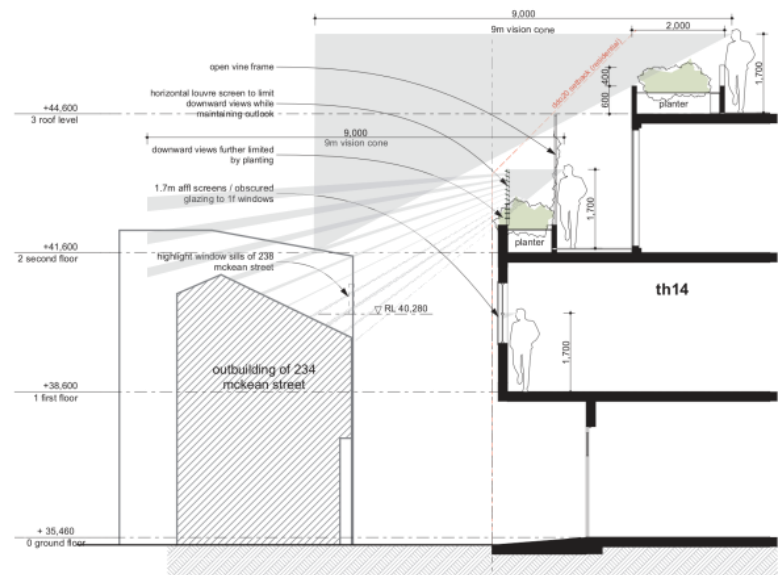 9,000
9m vision cone
2,000
open vine frame
ddo20 setback (residential)
1,700
400
600
horizontal louvre screen to limit
downward views while
maintaining outlook
planter
+44,600
3 roof level
9,000
9m vision cone
downward views further limited
by planting
1.7m affl screens / obscured
glazing to 1f windows
1,700
planter
+41,600
2 second floor
highlight window sills of 238
mckean street
th14
RL 40,280
1,700
outbuilding of 234
mckean street
+38,600
1 first floor
+ 35,460
0 ground floor